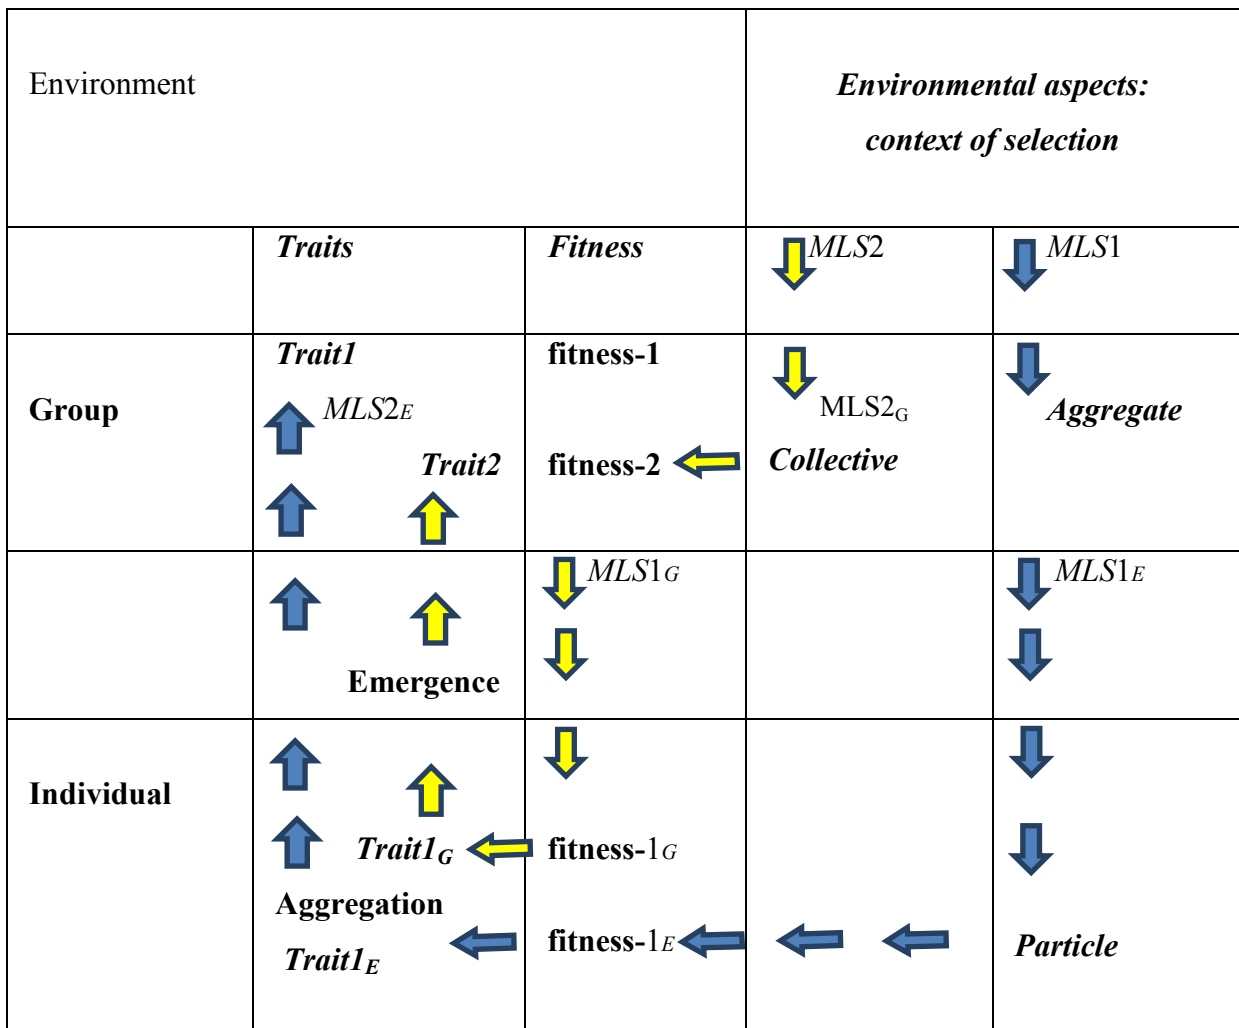 Environment
Environmental aspects:
context of selection
Traits
Fitness
MLS2
MLS1
Group
Trait1
MLS2E
Trait2
fitness-1
fitness-2
MLS2G
Collective
Aggregate
Emergence
MLS1G
MLS1E
Individual
Trait1G
Aggregation
Trait1E
fitness-1G
fitness-1E
Particle